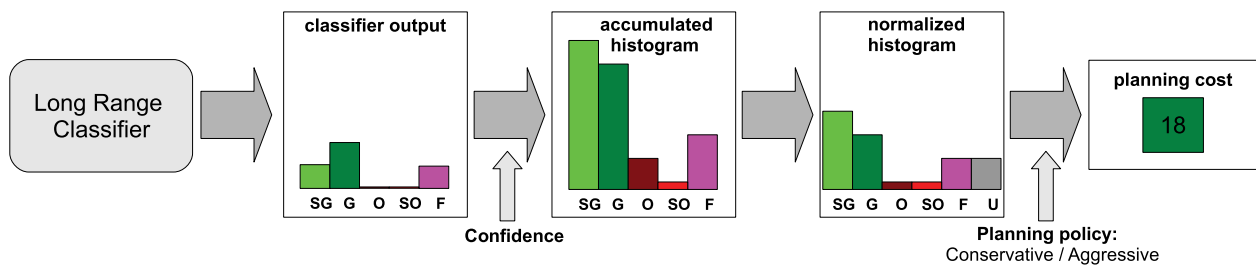 Long Range
Classifier
classifier output
SG G O SO F
Confidence
accumulated
histogram
SG G O SO F
normalized
histogram
SG G O SO F U
Planning policy:
Conservative / Aggressive
planning cost
18